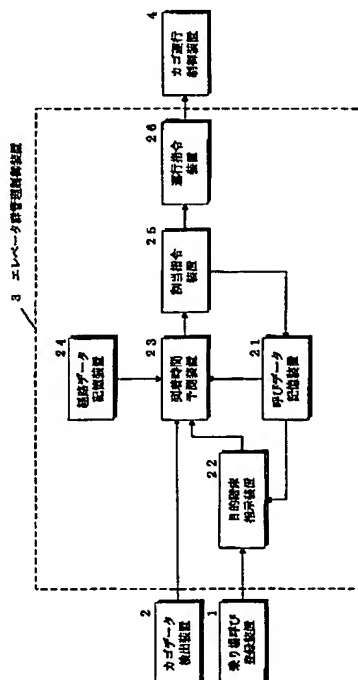 3 エレベータ群管理制御装置
2
カゴデータ
検出装置
1
乗り場呼び
登録装置
24
経路データ
記憶装置
23
到着時間
予測装置
22
目的階床
指示装置
21
呼びデータ
記憶装置
25
割当指令
装置
26
運行指令
装置
4
カゴ運行
制御装置